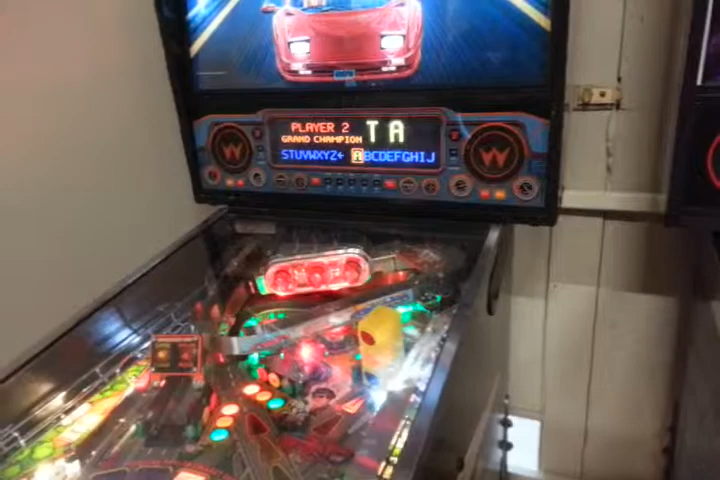 PLAYER 2
GRAND CHAMPION
T A
STUVWXYZ← ABCDEFGHIJ
W
W